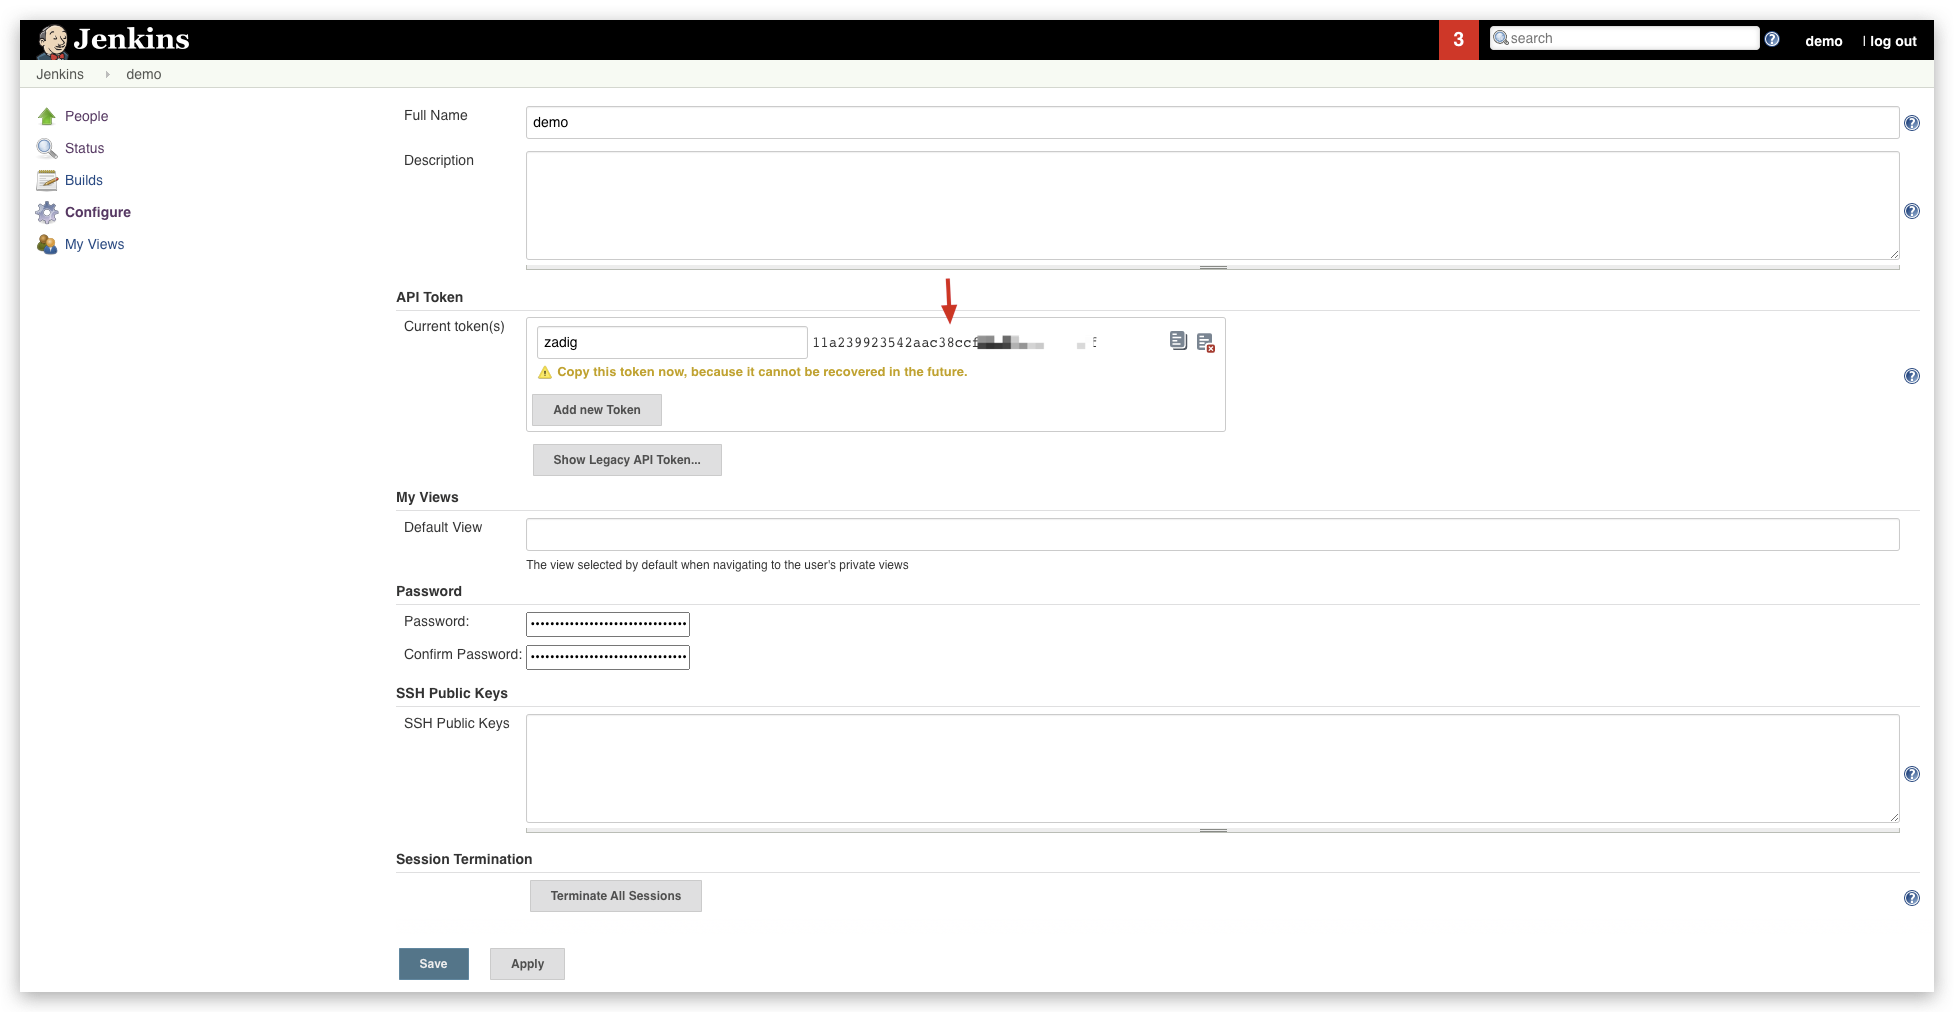 Jenkins
3
search
demo
| log out
Jenkins
demo
People
Status
Builds
Configure
My Views
Full Name
demo
Description
API Token
Current token(s)
zadig
Copy this token now, because it cannot be recovered in the future.
Add new Token
Show Legacy API Token...
My Views
Default View
The view selected by default when navigating to the user's private views
Password
Password:
Confirm Password:
SSH Public Keys
SSH Public Keys
Session Termination
Terminate All Sessions
Save
Apply